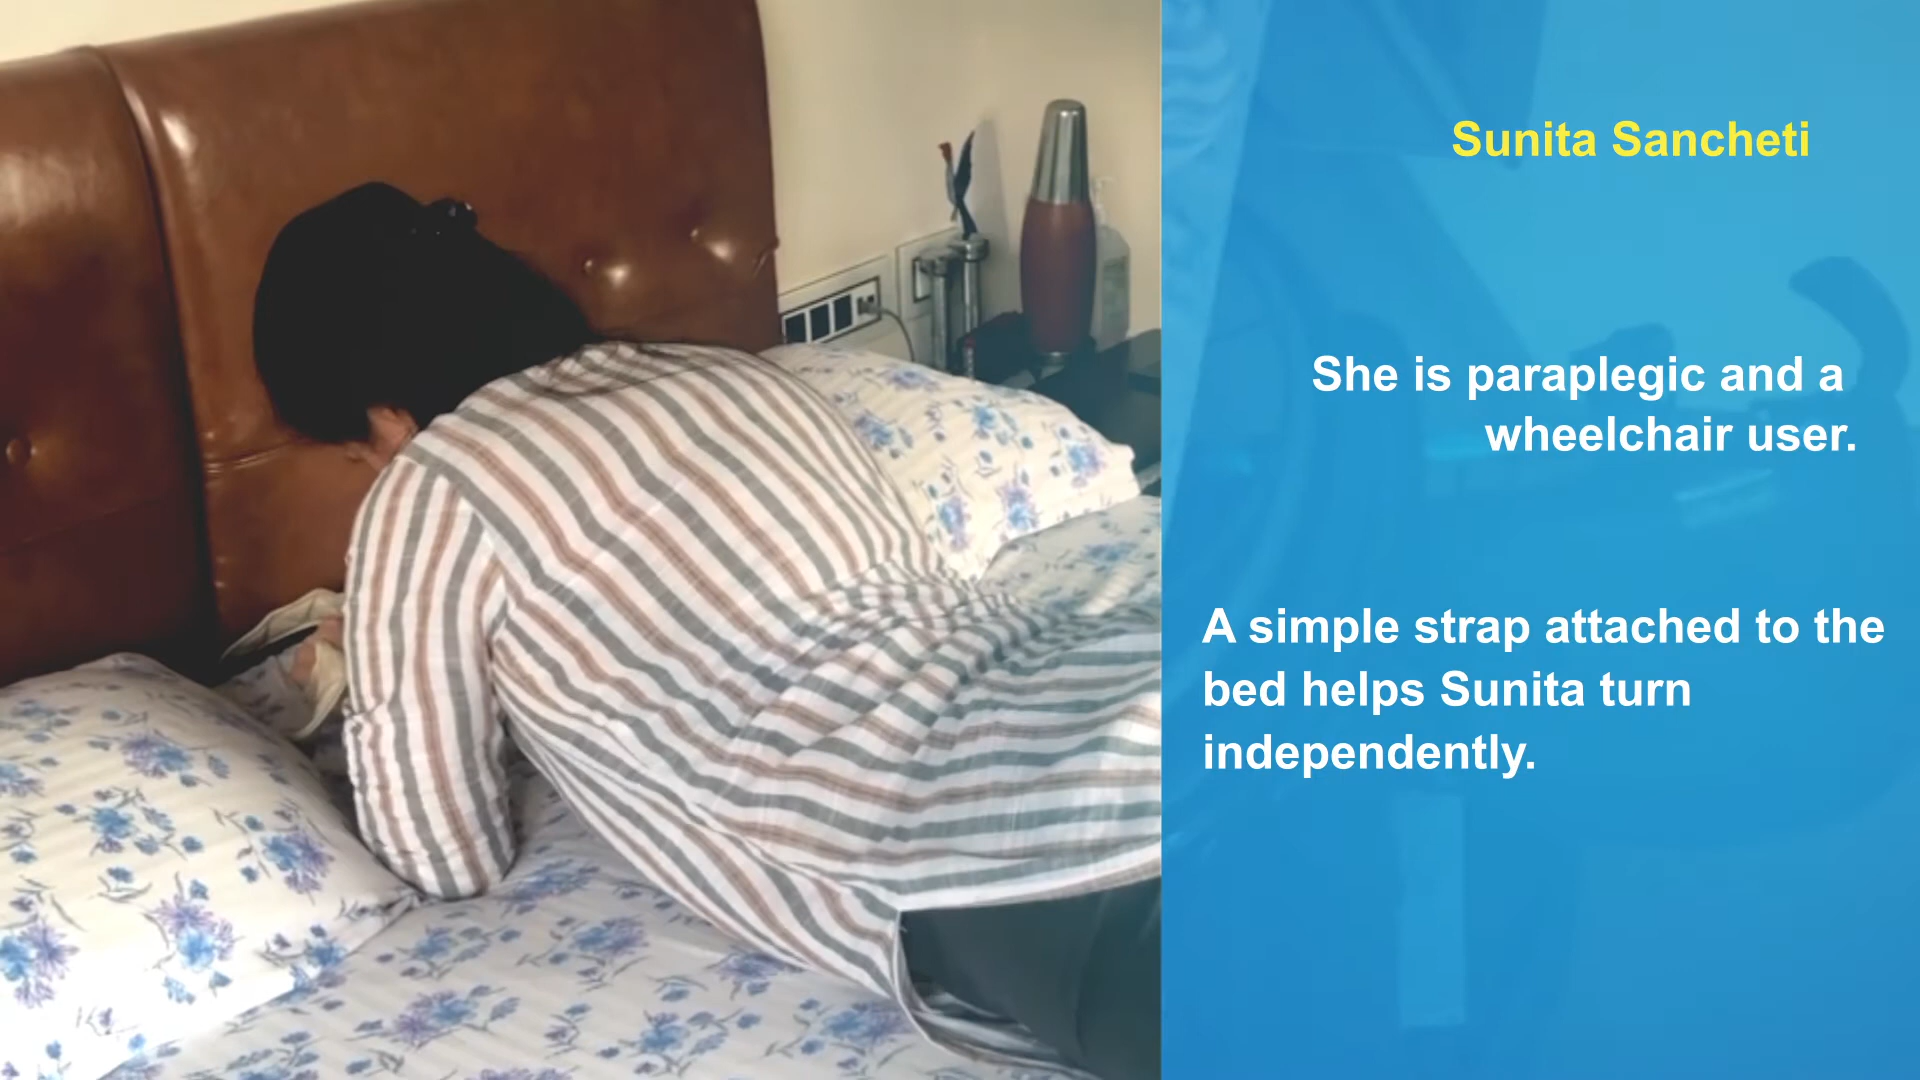 Sunita Sancheti
She is paraplegic and a
wheelchair user.
A simple strap attached to the
bed helps Sunita turn
independently.